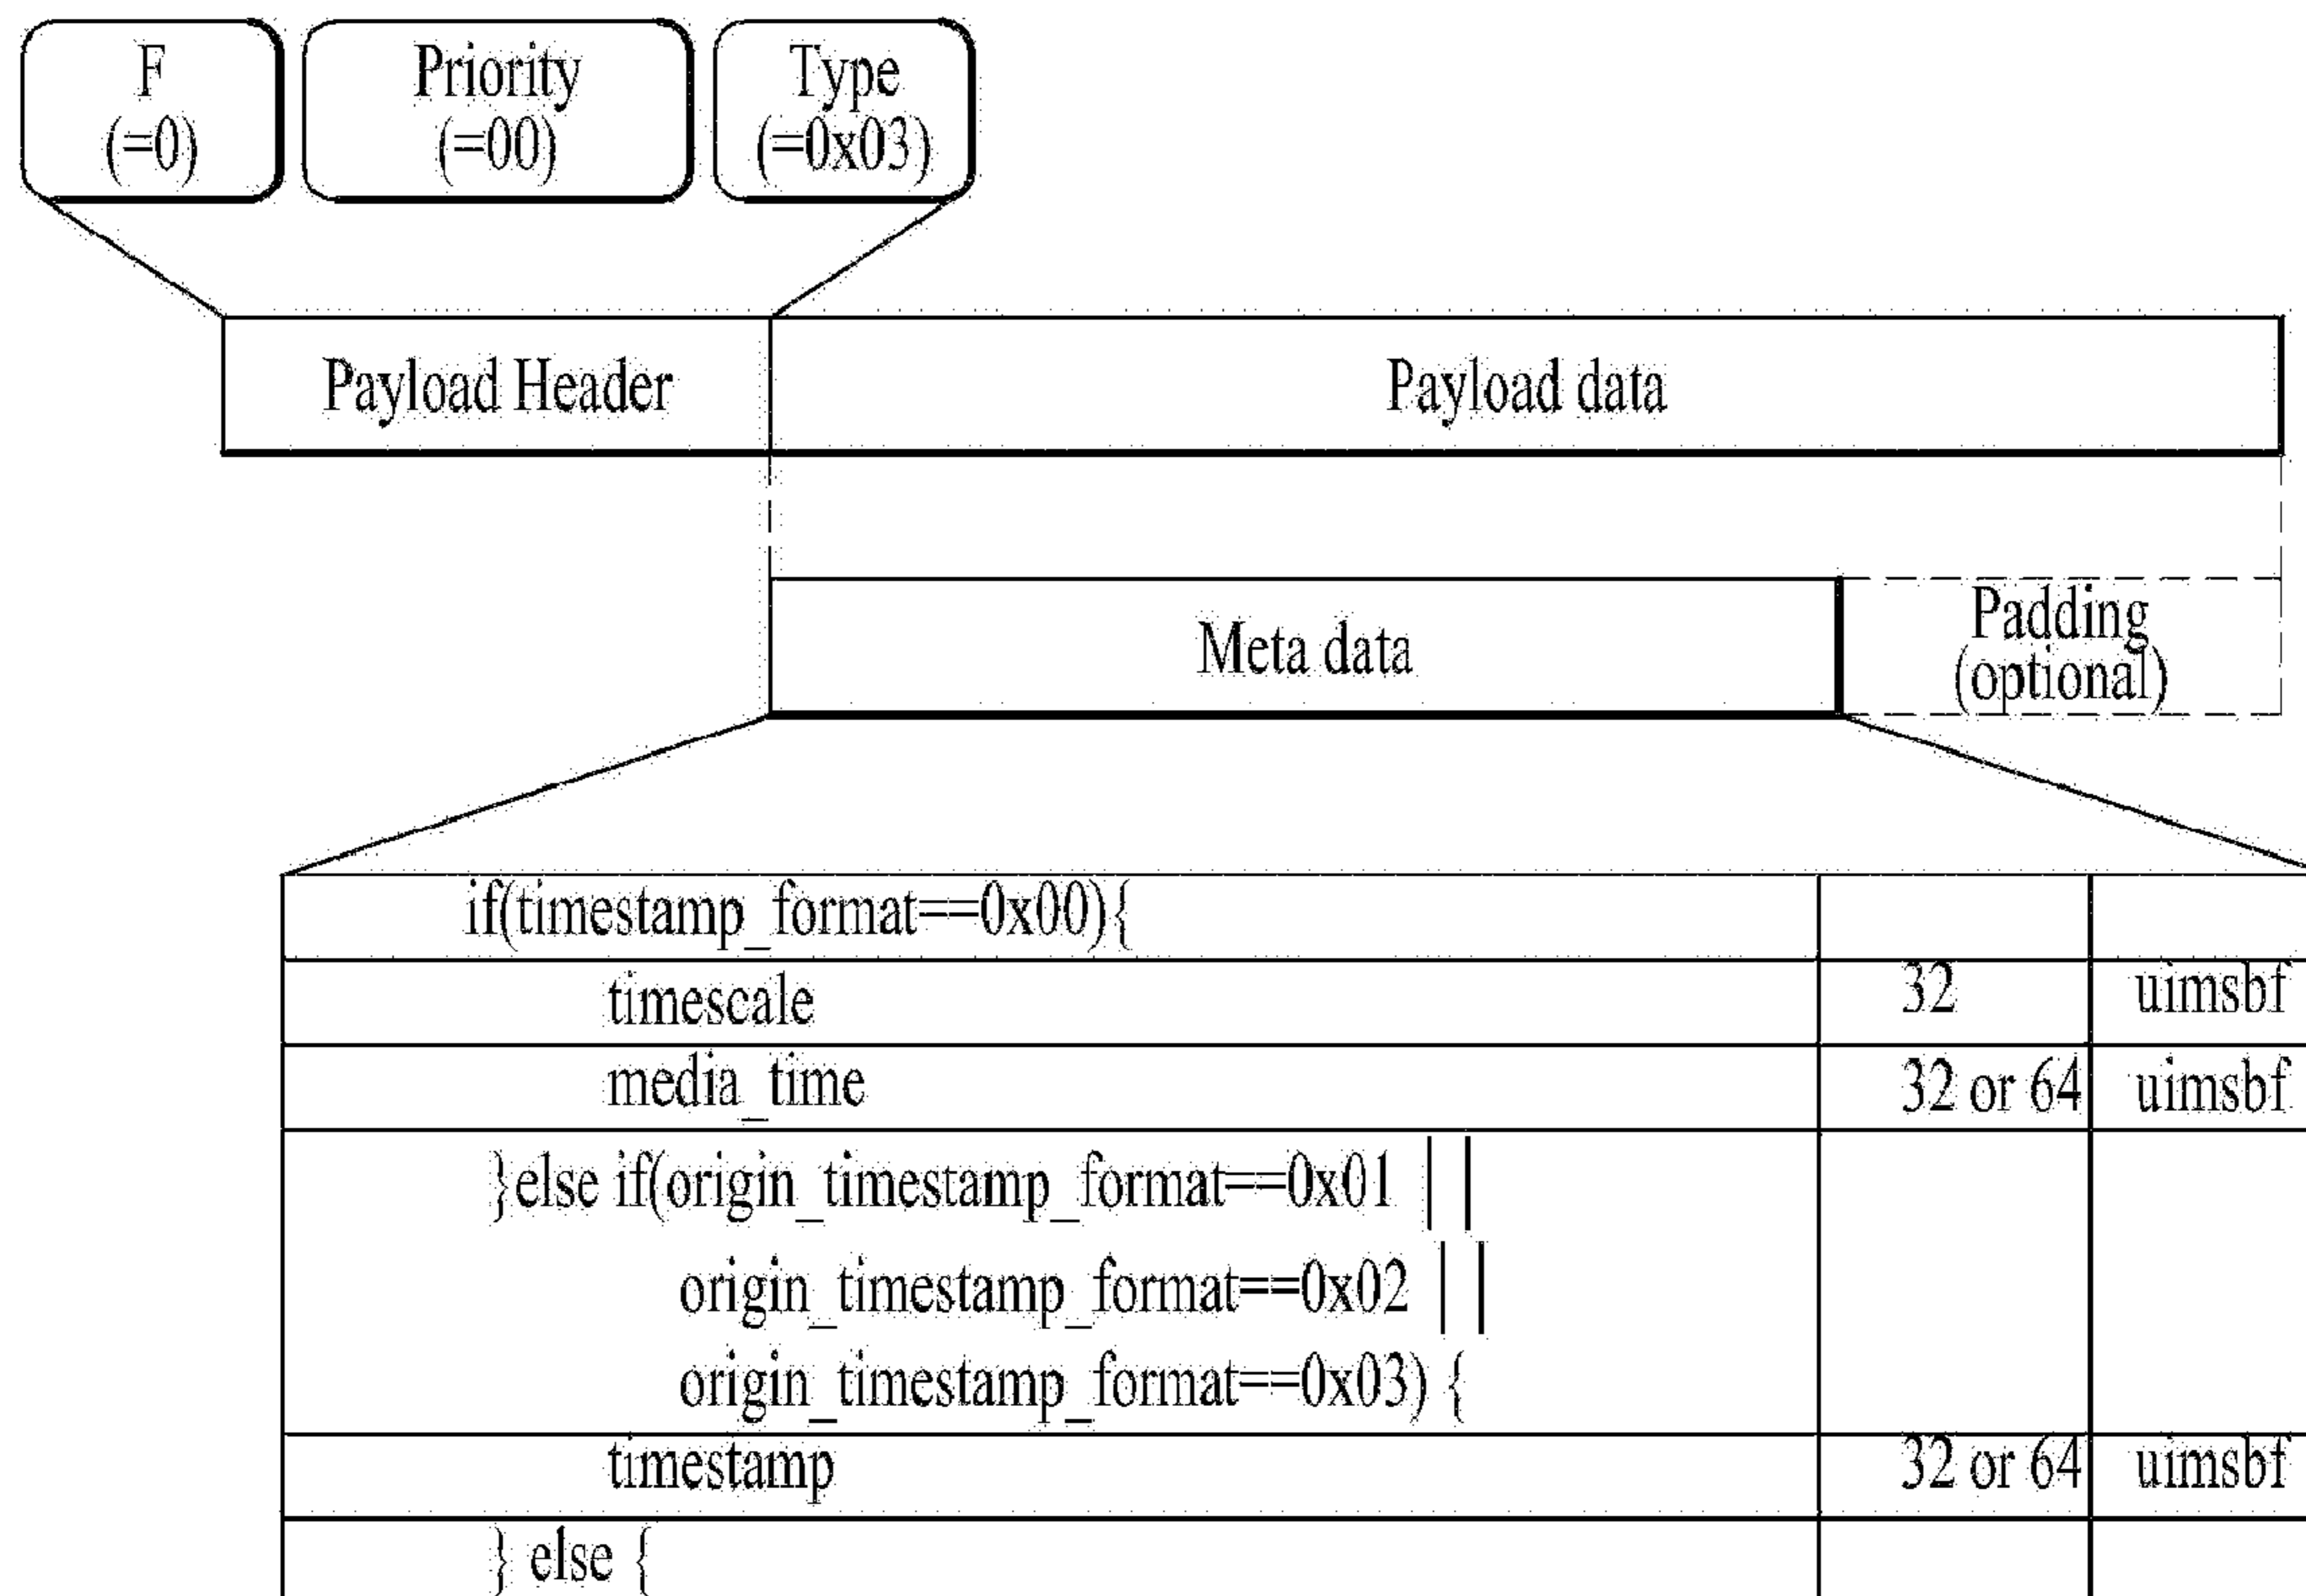 F
(=0)
Priority
(=00)
Type
(=0x03)
Payload Header
Payload data
Meta data
Padding
(optional)
if(timestamp_format==0x00){
timescale 32 uimsbf
media_time 32 or 64 uimsbf
}else if(origin_timestamp_format==0x01 ||
origin_timestamp_format==0x02 ||
origin_timestamp_format==0x03) {
timestamp 32 or 64 uimsbf
} else {